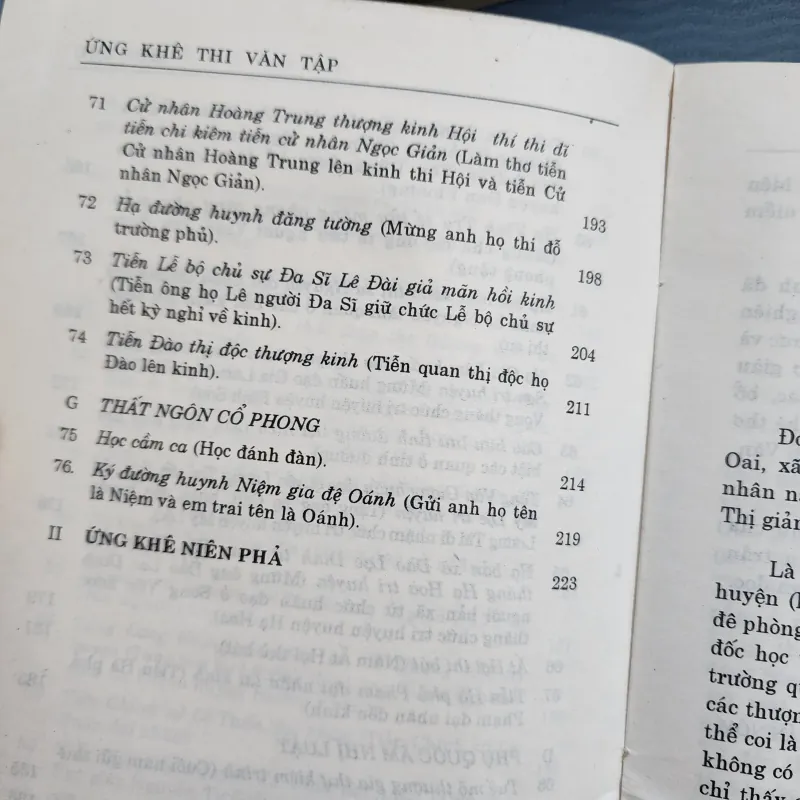 ỨNG KHÊ THI VĂN TẬP
71 Cử nhân Hoàng Trung thượng kinh Hội thí thi dĩ
tiễn chi kiêm tiễn cử nhân Ngọc Giản (Làm thơ tiễn
Cử nhân Hoàng Trung lên kinh thi Hội và tiễn Cử
nhân Ngọc Giản). 193
72 Hạ đường huynh đăng tường (Mừng anh họ thi đỗ
trường phủ). 198
73 Tiễn Lễ bộ chủ sự Đa Sĩ Lê Đài giả mãn hồi kinh
(Tiễn ông họ Lê người Đa Sĩ giữ chức Lễ bộ chủ sự
hết kỳ nghỉ về kinh). 204
74 Tiễn Đào thị độc thượng kinh (Tiễn quan thị độc họ
Đào lên kinh). 211
G THẤT NGÔN CỔ PHONG
75 Học cầm ca (Học đánh đàn). 214
76. Ký đường huynh Niệm gia đệ Oánh (Gửi anh họ tên
là Niệm và em trai tên là Oánh). 219
II ỨNG KHÊ NIÊN PHẢ 223
Oai, xã
nhân n
Thị giản
Là
huyện
đê phòng
đốc học
trường qu
các thượn
thể coi là
không có
chỉ thấy